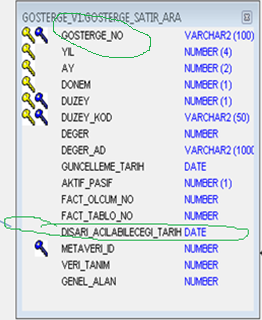 GOSTERGE_V1.GOSTERGE_SATIR_ARA
GOSTERGE_NO VARCHAR2 (100)
YIL NUMBER (4)
AY NUMBER (2)
DONEM NUMBER (1)
DUZEY NUMBER (1)
DUZEY_KOD VARCHAR2 (50)
DEGER NUMBER
DEGER_AD VARCHAR2 (1000
GUNCELLEME_TARIH DATE
AKTIF_PASIF NUMBER (1)
FACT_OLCUM_NO NUMBER
FACT_TABLO_NO NUMBER
DISARI_ACILABILECEGI_TARIH DATE
METAVERI_ID NUMBER
VERI_TANIM NUMBER
GENEL_ALAN NUMBER